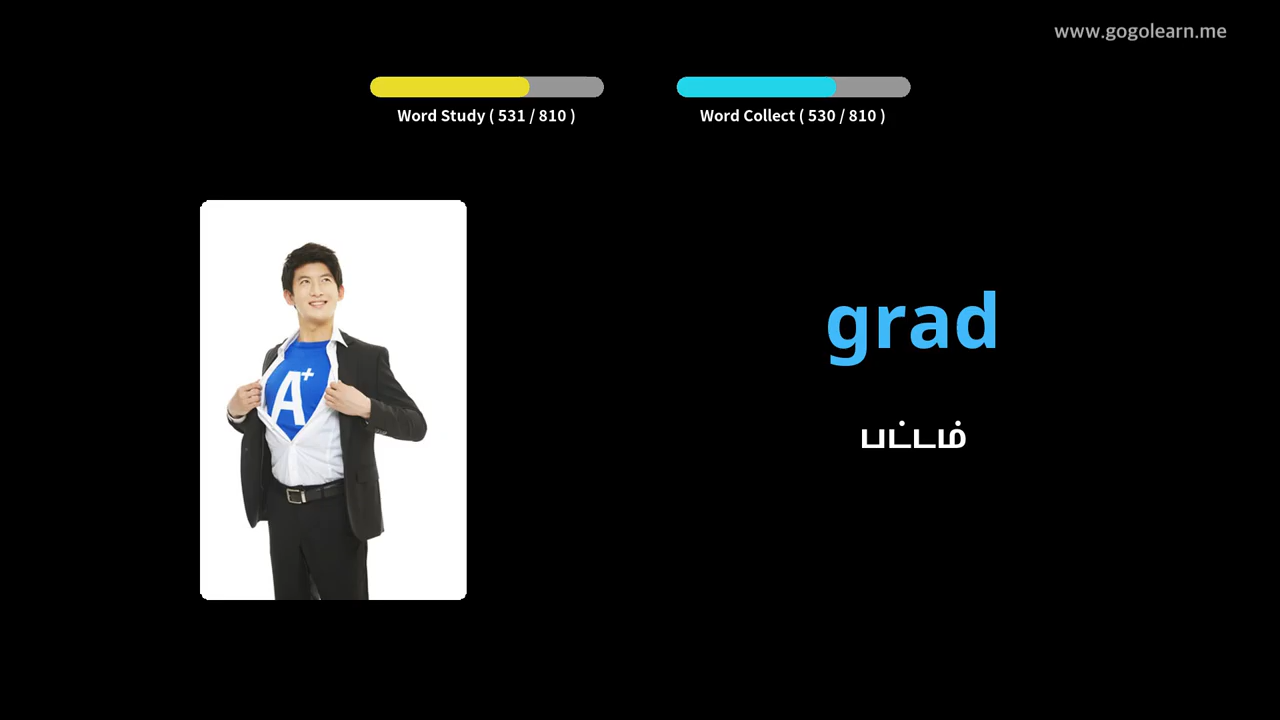 www.gogolearn.me
Word Study ( 531 / 810 )
Word Collect ( 530 / 810 )
A+
grad
பட்டம்